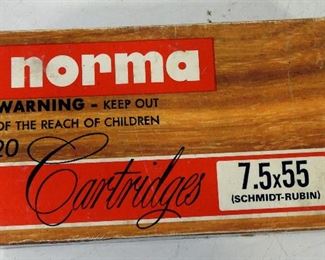 norma
WARNING - KEEP OUT
OF THE REACH OF CHILDREN
20
Cartridges
7.5x55
(SCHMIDT-RUBIN)